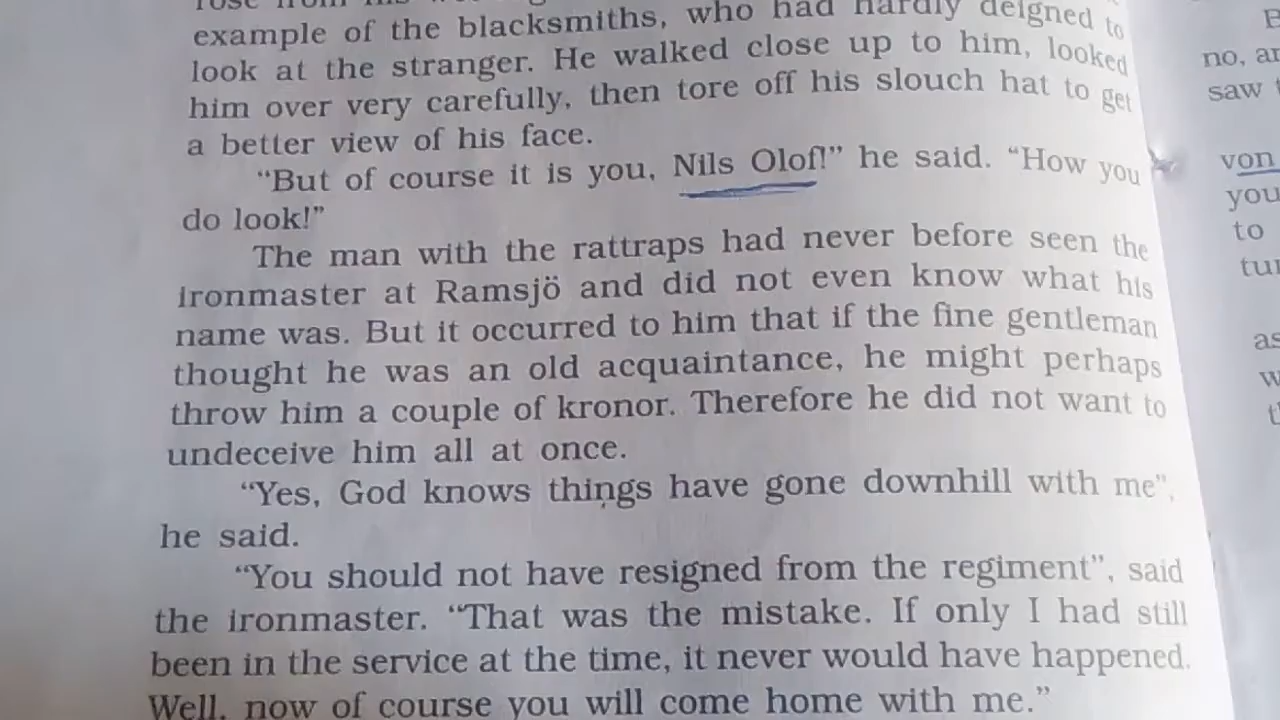 example of the blacksmiths, who had hardly deigned to
look at the stranger. He walked close up to him, looked
him over very carefully, then tore off his slouch hat to get
a better view of his face.
“But of course it is you, Nils Olof!” he said. “How you
do look!”
The man with the rattraps had never before seen the
ironmaster at Ramsjö and did not even know what his
name was. But it occurred to him that if the fine gentleman
thought he was an old acquaintance, he might perhaps
throw him a couple of kronor. Therefore he did not want to
undeceive him all at once.
“Yes, God knows things have gone downhill with me”,
he said.
“You should not have resigned from the regiment”, said
the ironmaster. “That was the mistake. If only I had still
been in the service at the time, it never would have happened.
Well, now of course you will come home with me.”
no,
saw
von
you
to